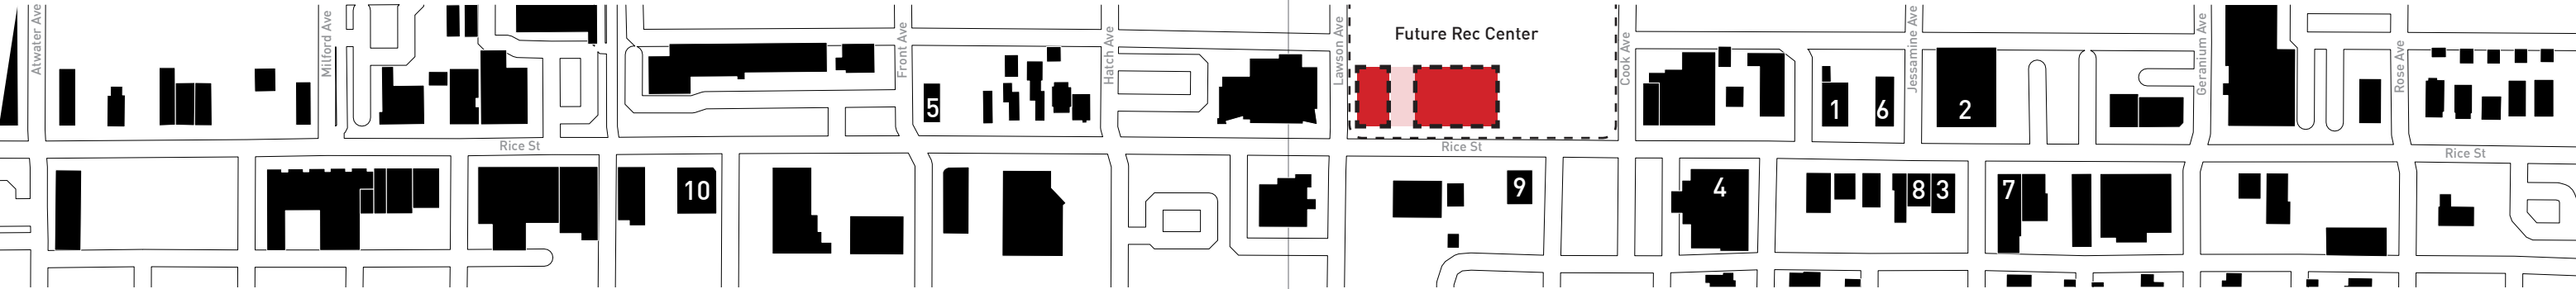 Atwater Ave
Milford Ave
Front Ave
Hatch Ave
Lawson Ave
Future Rec Center
Cook Ave
Jessamine Ave
Geranium Ave
Rose Ave
5
1
6
2
Rice St
Rice St
Rice St
10
9
4
8
3
7